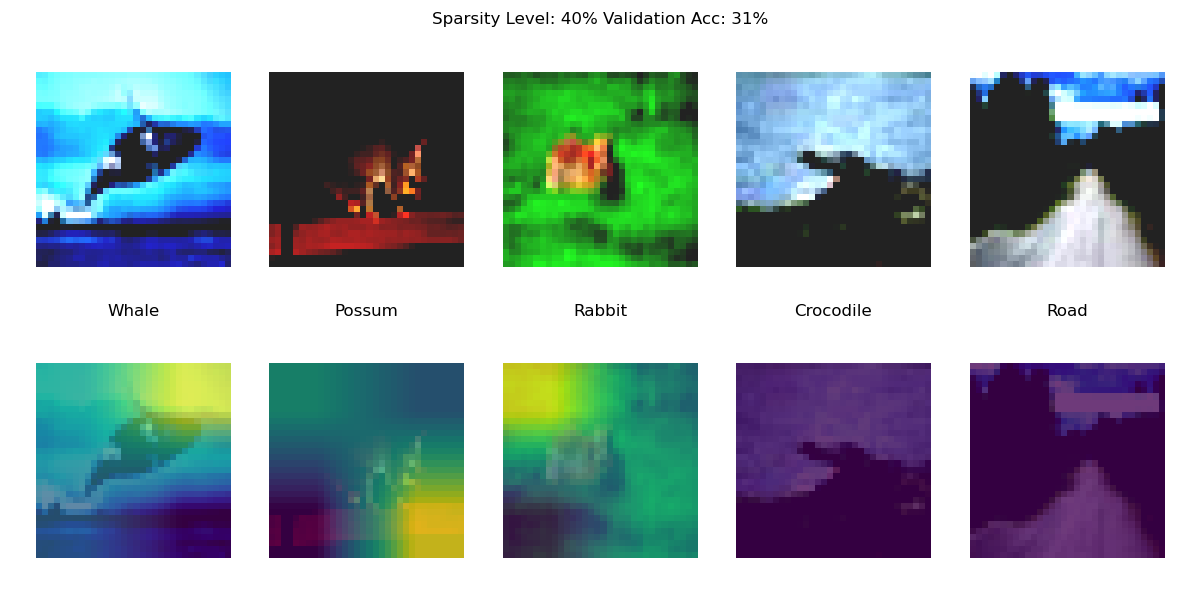 Sparsity Level: 40% Validation Acc: 31%
Whale
Possum
Rabbit
Crocodile
Road